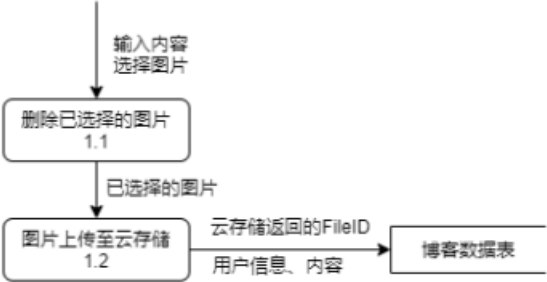 输入内容
选择图片
删除已选择的图片
1.1
已选择的图片
图片上传至云存储
1.2
云存储返回的FileID
用户信息、内容
博客数据表